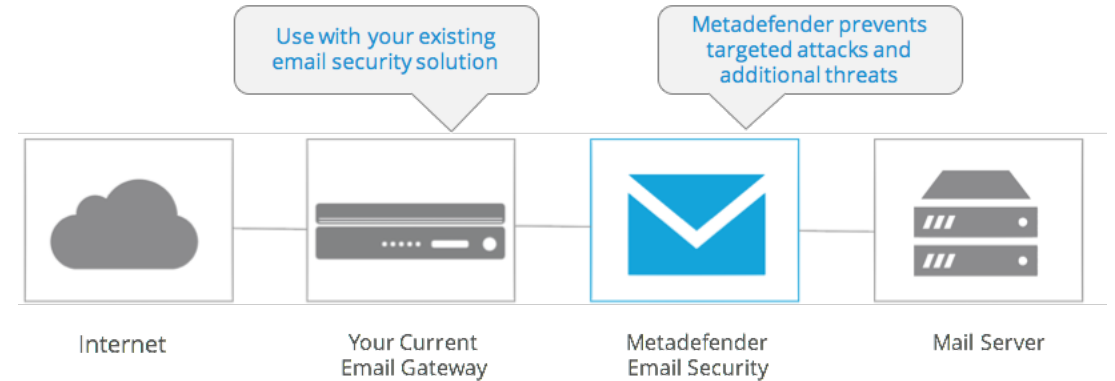 Use with your existing
email security solution
Metadefender prevents
targeted attacks and
additional threats
Internet
Your Current
Email Gateway
Metadefender
Email Security
Mail Server